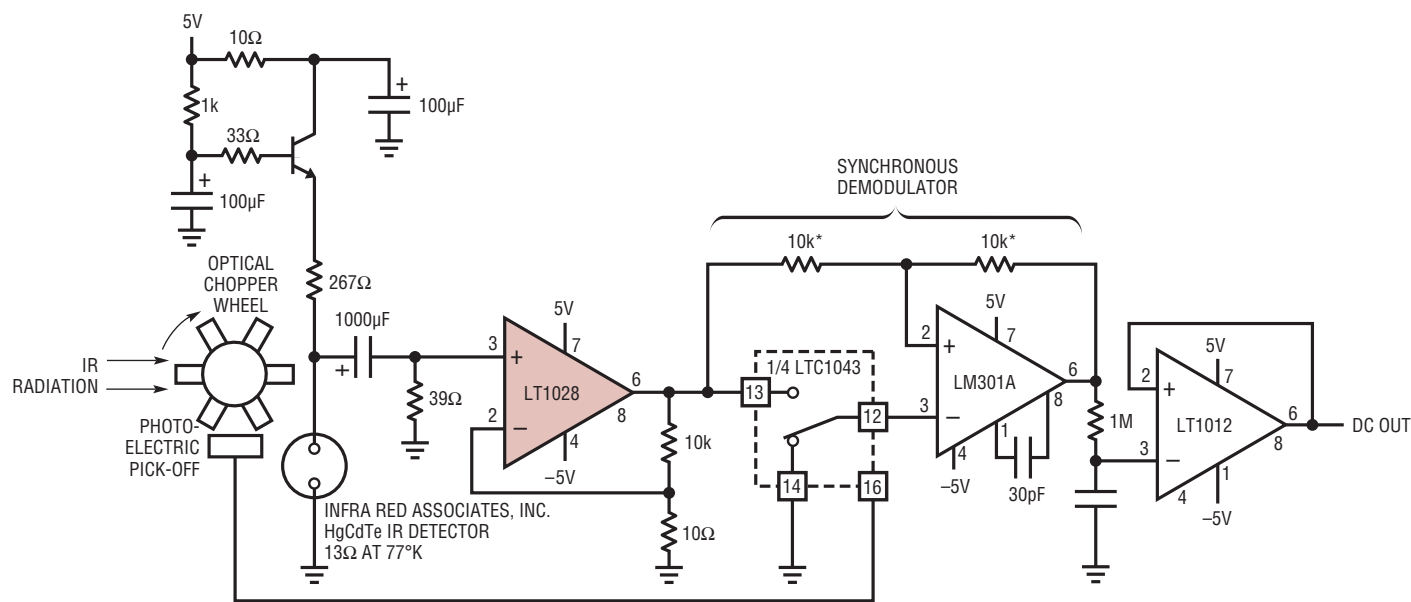 5V
10Ω
1k
+
100µF
33Ω
+
100µF
SYNCHRONOUS
DEMODULATOR
10k*
10k*
OPTICAL
CHOPPER
WHEEL
267Ω
1000µF
+
IR
RADIATION
PHOTO-
ELECTRIC
PICK-OFF
39Ω
5V
3
+
7
LT1028
6
2
–
8
4
–5V
10k
10Ω
1/4 LTC1043
13
12
14
16
5V
2
+
7
LM301A
6
3
–
8
1
4
–5V
30pF
1M
5V
2
+
7
LT1012
6
3
–
8
1
4
–5V
DC OUT
INFRA RED ASSOCIATES, INC.
HgCdTe IR DETECTOR
13Ω AT 77°K